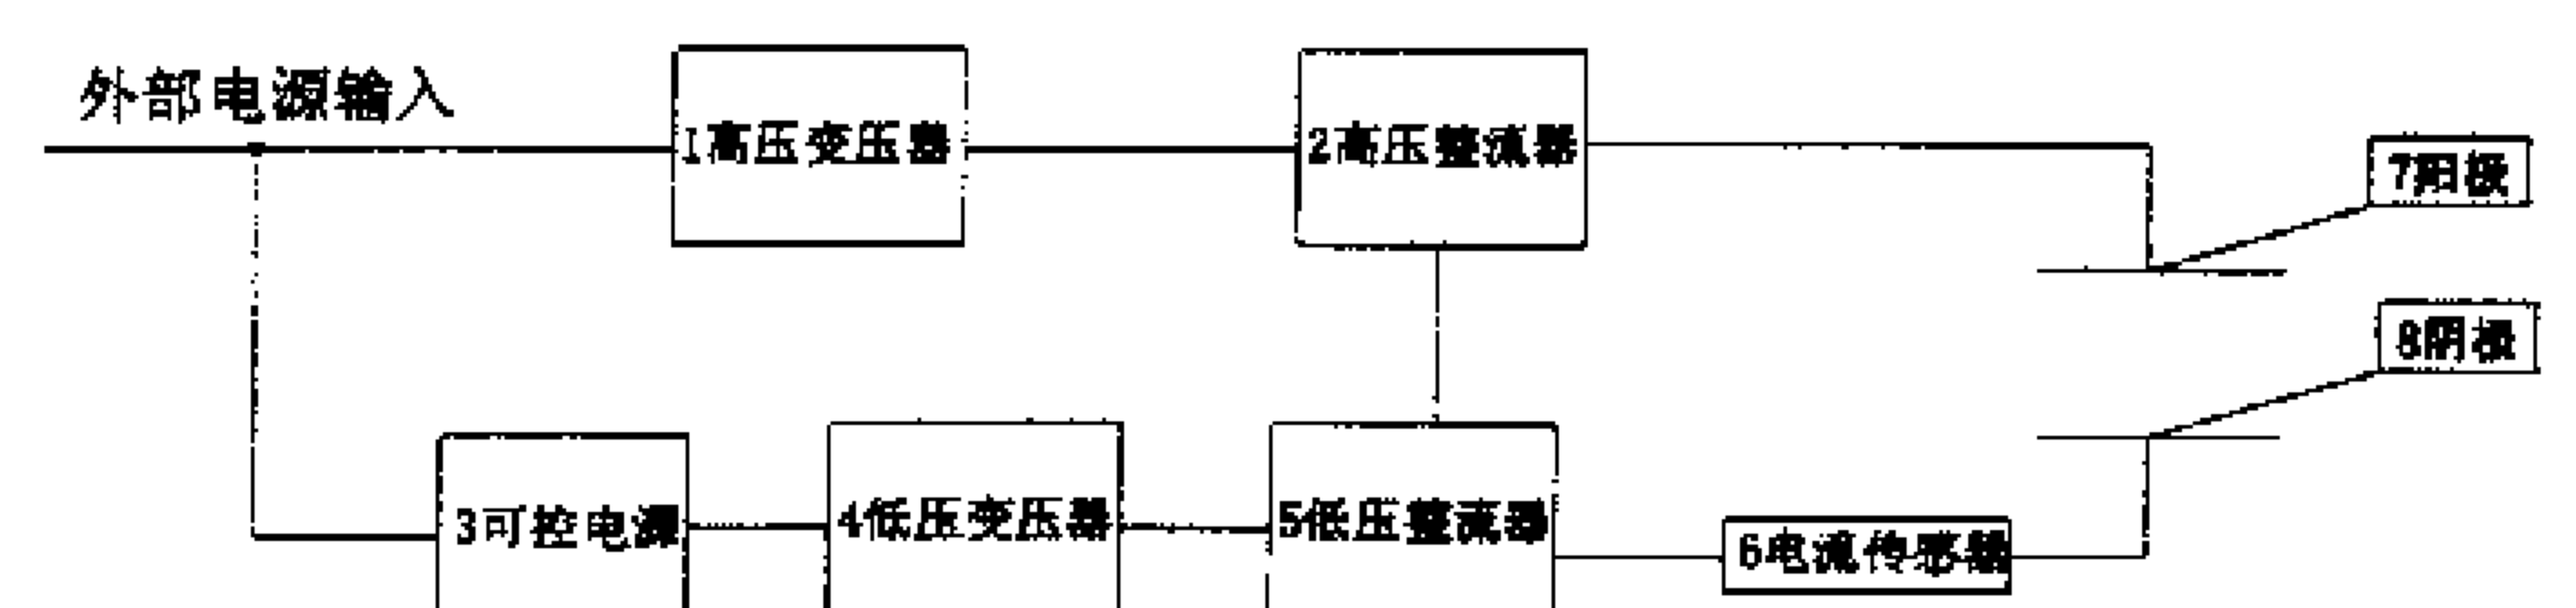 外部电源输入
1高压变压器
2高压整流器
7阳极
8阴极
3可控电源
4低压变压器
5低压整流器
6电流传感器